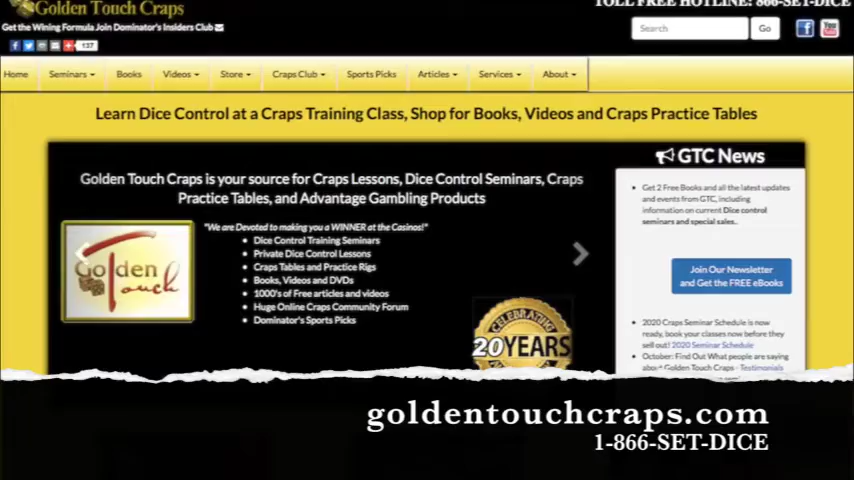 Golden Touch Craps
TOLL FREE HOTLINE: 866-SET-DICE
Get the Wining Formula Join Dominator's Insiders Club
137
Search
Go
Home
Seminars
Books
Videos
Store
Craps Club
Sports Picks
Articles
Services
About
Learn Dice Control at a Craps Training Class, Shop for Books, Videos and Craps Practice Tables
Golden Touch Craps is your source for Craps Lessons, Dice Control Seminars, Craps
Practice Tables, and Advantage Gambling Products
Golden
Touch
"We are Devoted to making you a WINNER at the Casinos!"
Dice Control Training Seminars
Private Dice Control Lessons
Craps Tables and Practice Rigs
Books, Videos and DVDs
1000's of Free articles and videos
Huge Online Craps Community Forum
Dominator's Sports Picks
CELEBRATING
20 YEARS
GTC News
Get 2 Free Books and all the latest updates
and events from GTC, including
information on current Dice control
seminars and special sales..
Join Our Newsletter
and Get the FREE eBooks
2020 Craps Seminar Schedule is now
ready, book your classes now before they
sell out! 2020 Seminar Schedule
October: Find Out What people are saying
about Golden Touch Craps - Testimonials
goldentouchcraps.com
1-866-SET-DICE